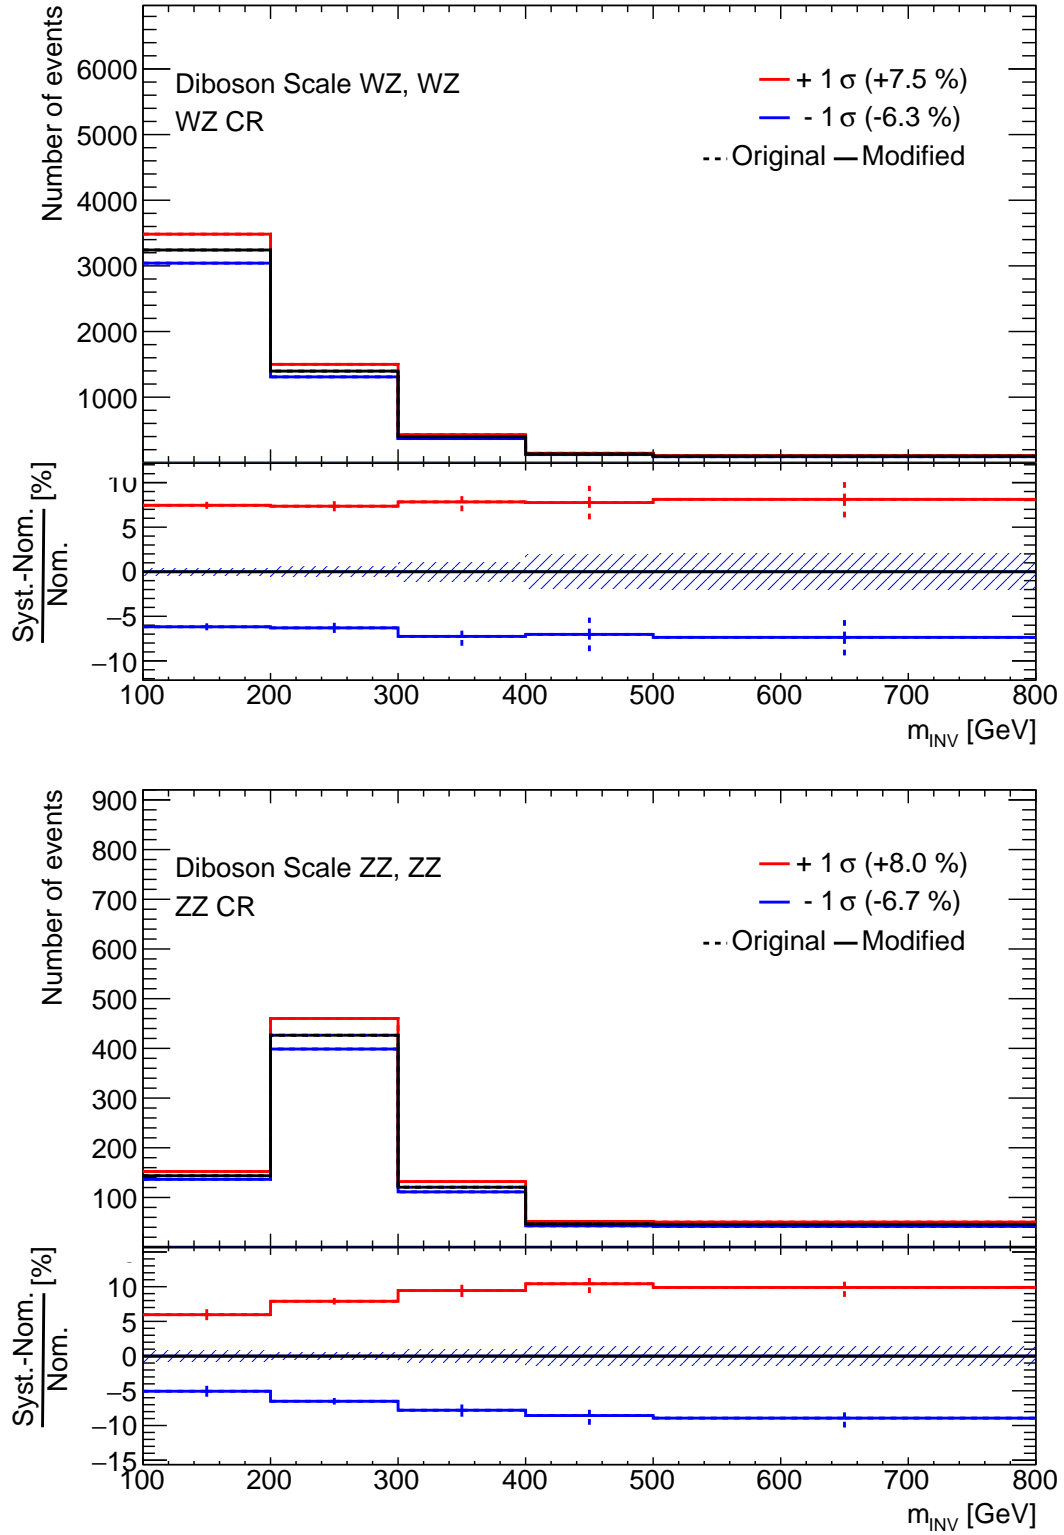 Number of events
6000
5000
4000
3000
2000
1000
Diboson Scale WZ, WZ
WZ CR
+ 1 σ (+7.5 %)
- 1 σ (-6.3 %)
Original Modified
Syst.-Nom. [%]
Nom.
10
5
0
−5
−10
100 200 300 400 500 600 700 800
m_INV [GeV]
Number of events
900
800
700
600
500
400
300
200
100
Diboson Scale ZZ, ZZ
ZZ CR
+ 1 σ (+8.0 %)
- 1 σ (-6.7 %)
Original Modified
Syst.-Nom. [%]
Nom.
10
5
0
−5
−10
−15
100 200 300 400 500 600 700 800
m_INV [GeV]